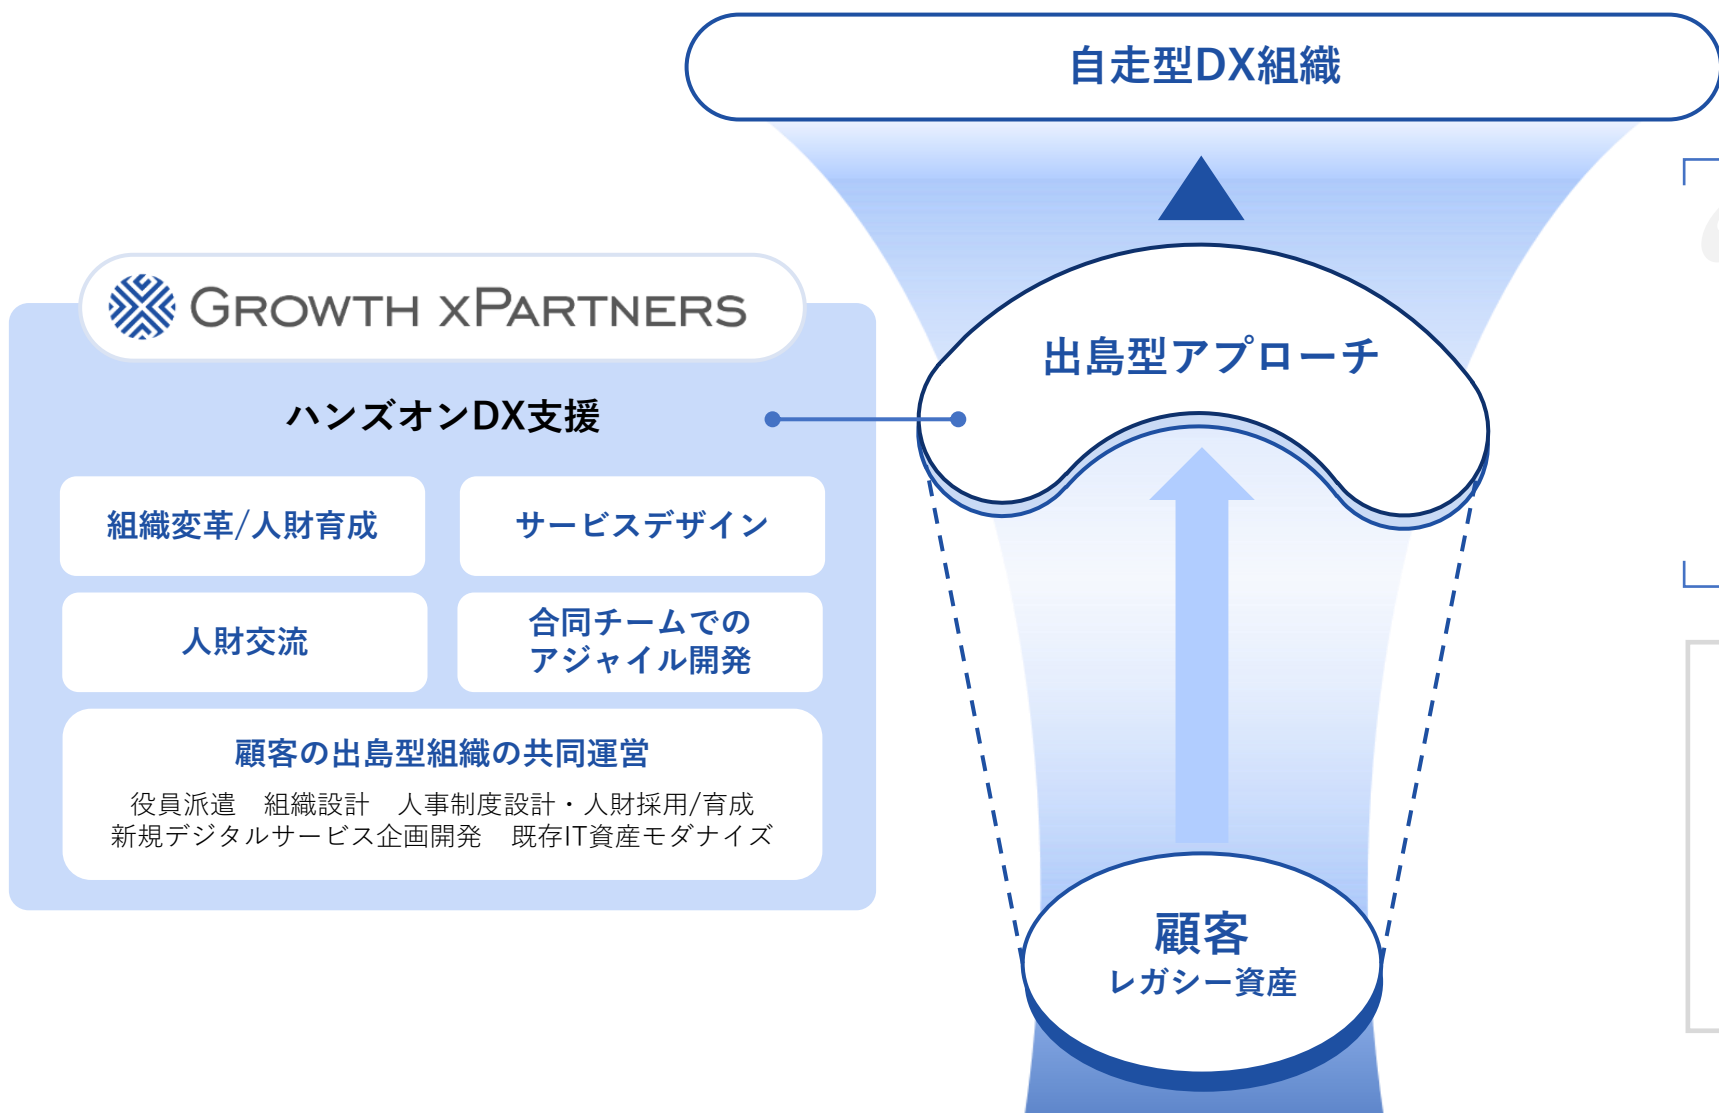 自走型DX組織
GROWTH XPARTNERS
ハンズオンDX支援
組織変革/人財育成
サービスデザイン
人財交流
合同チームでの
アジャイル開発
顧客の出島型組織の共同運営
役員派遣　組織設計　人事制度設計・人財採用/育成
新規デジタルサービス企画開発　既存IT資産モダナイズ
出島型アプローチ
顧客
レガシー資産